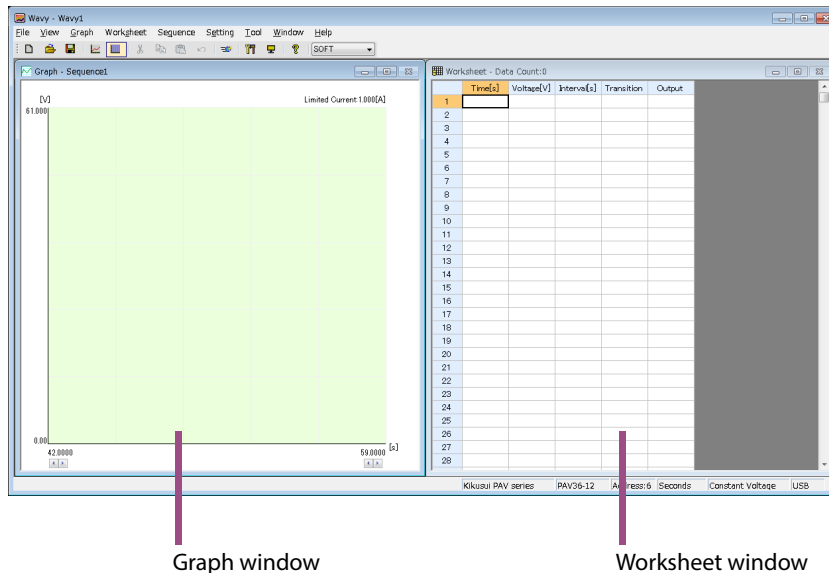 Wavy - Wavy1
File View Graph Worksheet Sequence Setting Tool Window Help
SOFT
Graph - Sequence1
[V]
Limited Current:1.000[A]
61.000
0.00
42.0000
59.0000
[s]
Worksheet - Data Count:0
Time[s] Voltage[V] Interval[s] Transition Output
1
2
3
4
5
6
7
8
9
10
11
12
13
14
15
16
17
18
19
20
21
22
23
24
25
26
27
28
Kikusui PAV series PAV36-12 Address:6 Seconds Constant Voltage USB
Graph window
Worksheet window